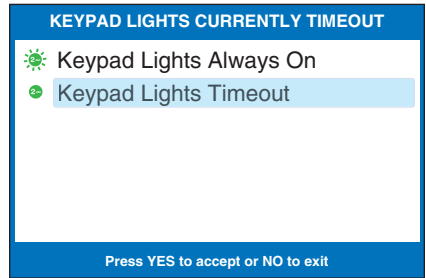 KEYPAD LIGHTS CURRENTLY TIMEOUT
Keypad Lights Always On
Keypad Lights Timeout
Press YES to accept or NO to exit